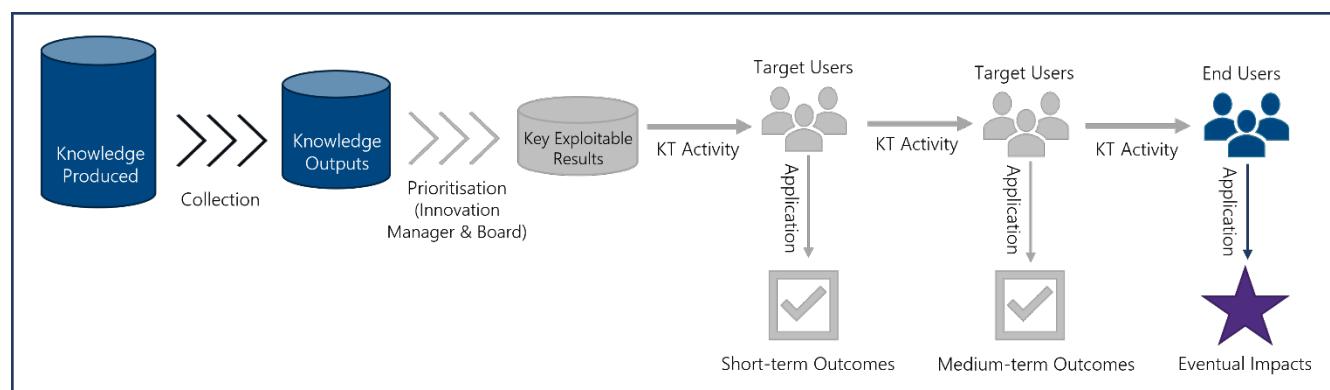 Knowledge
Produced
Collection
Knowledge
Outputs
Prioritisation
(Innovation
Manager & Board)
Key Exploitable
Results
KT Activity
Target Users
Application
Short-term Outcomes
KT Activity
Target Users
Application
Medium-term Outcomes
KT Activity
End Users
Application
Eventual Impacts